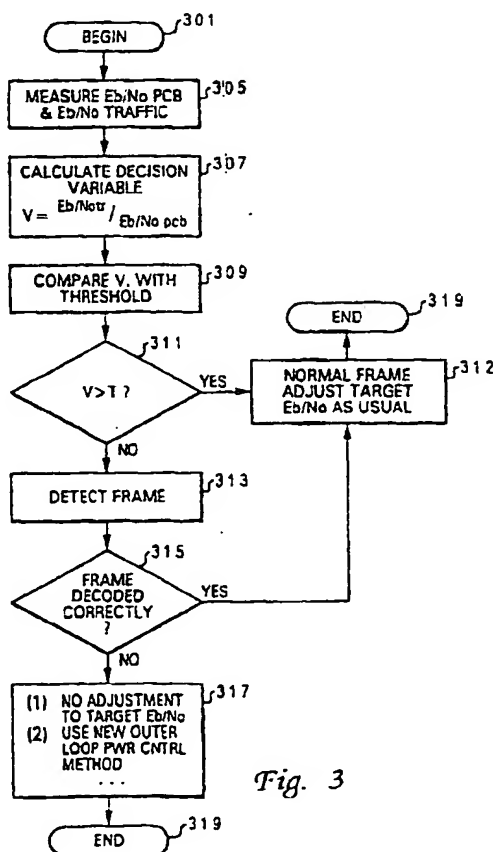 BEGIN
301
MEASURE Eb/No PCB
& Eb/No TRAFFIC
305
CALCULATE DECISION
VARIABLE
V = Eb/Notr / Eb/No pcb
307
COMPARE V, WITH
THRESHOLD
309
V>T ?
311
YES
NO
END
319
NORMAL FRAME
ADJUST TARGET
Eb/No AS USUAL
312
DETECT FRAME
313
FRAME
DECODED
CORRECTLY
?
315
YES
NO
(1) NO ADJUSTMENT
TO TARGET Eb/No
(2) USE NEW OUTER
LOOP PWR CNTRL
METHOD
. . .
317
END
319
Fig. 3